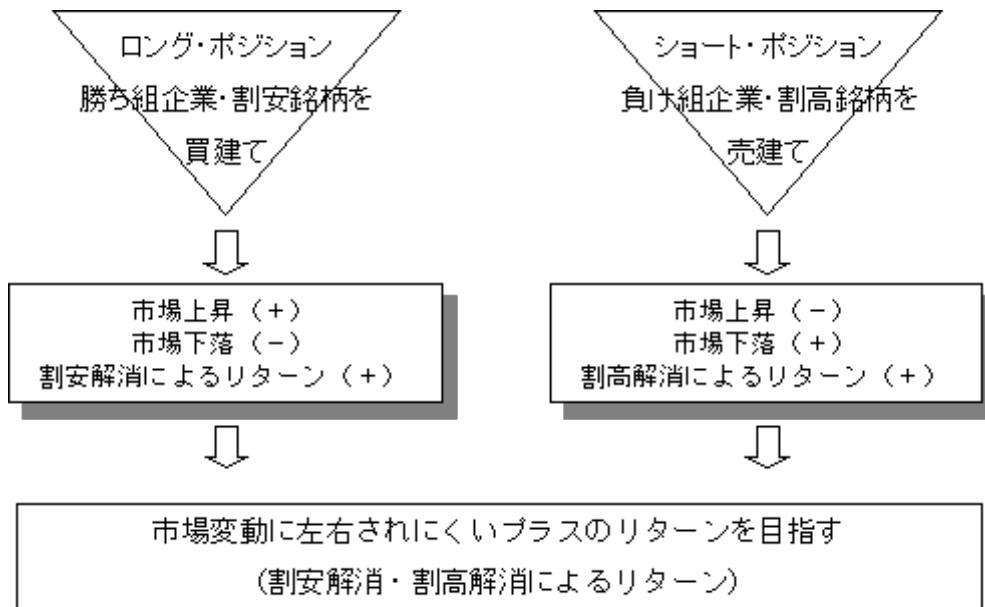 ロング・ポジション
勝ち組企業・割安銘柄を
買建て
ショート・ポジション
負け組企業・割高銘柄を
売建て
市場上昇（＋）
市場下落（－）
割安解消によるリターン（＋）
市場上昇（－）
市場下落（＋）
割高解消によるリターン（＋）
市場変動に左右されにくいプラスのリターンを目指す
（割安解消・割高解消によるリターン）